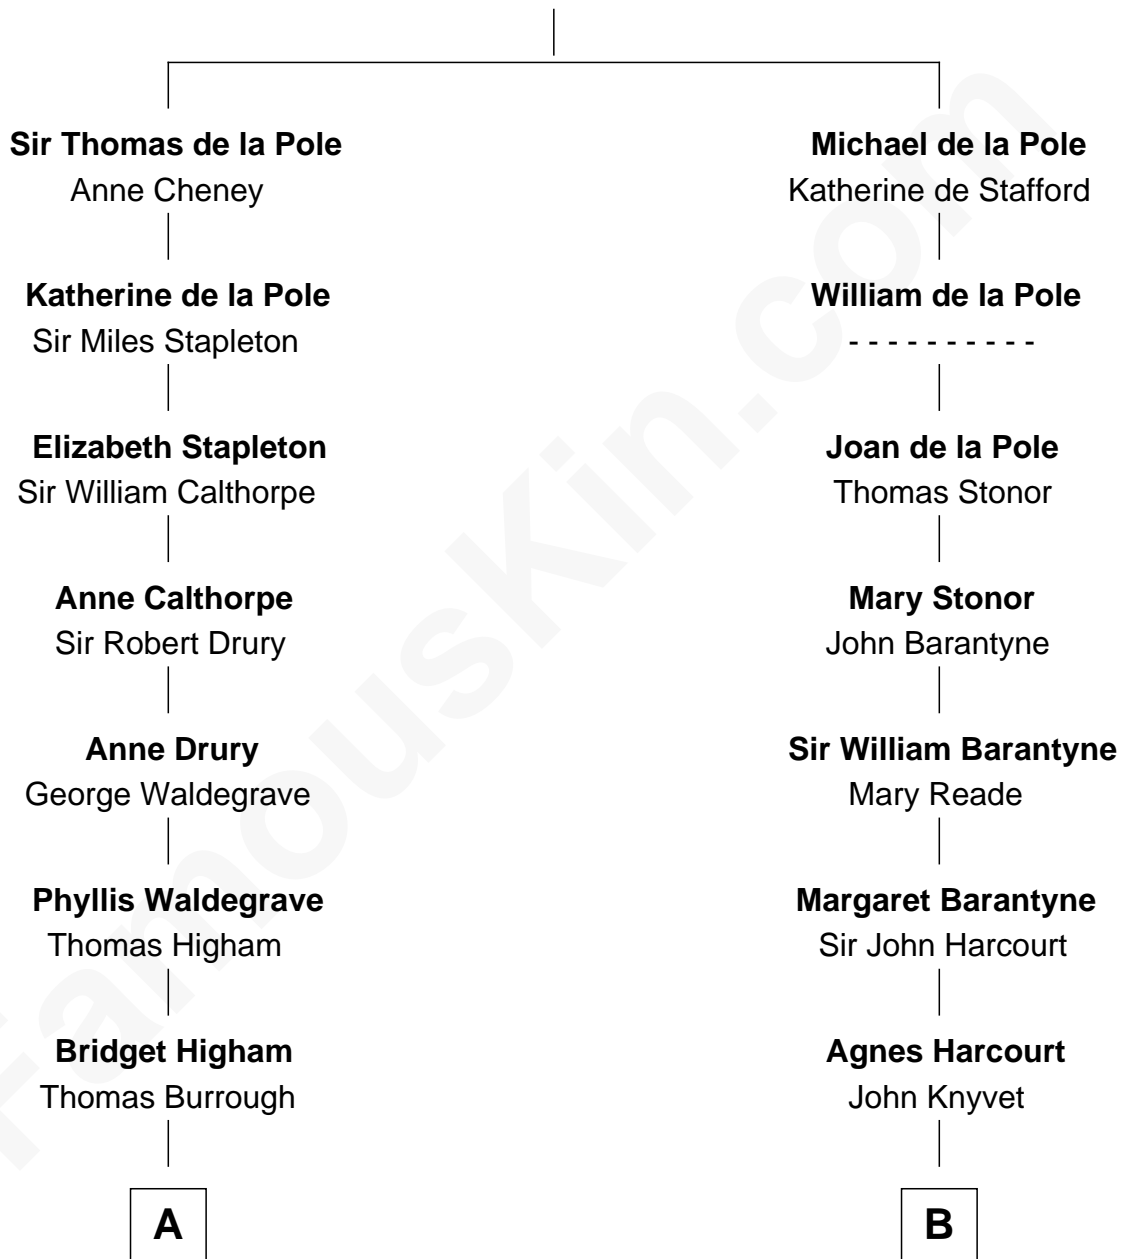 Sir Thomas de la Pole
Anne Cheney
Katherine de la Pole
Sir Miles Stapleton
Elizabeth Stapleton
Sir William Calthorpe
Anne Calthorpe
Sir Robert Drury
Anne Drury
George Waldegrave
Phyllis Waldegrave
Thomas Higham
Bridget Higham
Thomas Burrough
A
Michael de la Pole
Katherine de Stafford
William de la Pole
- - - - - - - - - -
Joan de la Pole
Thomas Stonor
Mary Stonor
John Barantyne
Sir William Barantyne
Mary Reade
Margaret Barantyne
Sir John Harcourt
Agnes Harcourt
John Knyvet
B
FamousKin.com